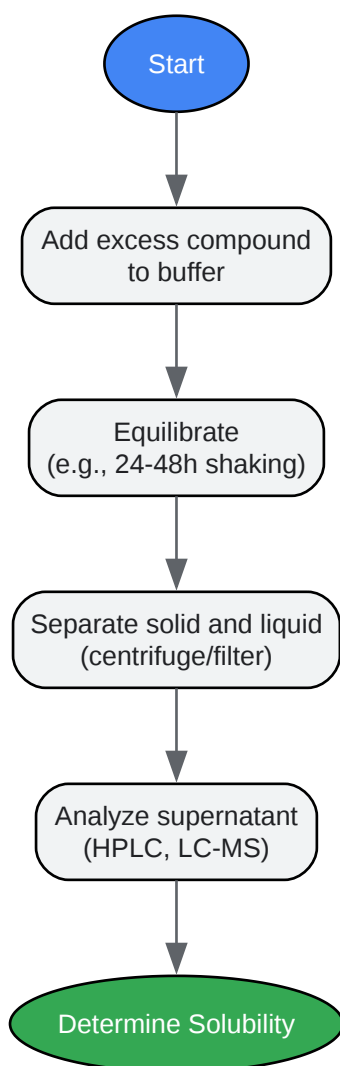 Start
Add excess compound
to buffer
Equilibrate
(e.g., 24-48h shaking)
Separate solid and liquid
(centrifuge/filter)
Analyze supernatant
(HPLC, LC-MS)
Determine Solubility